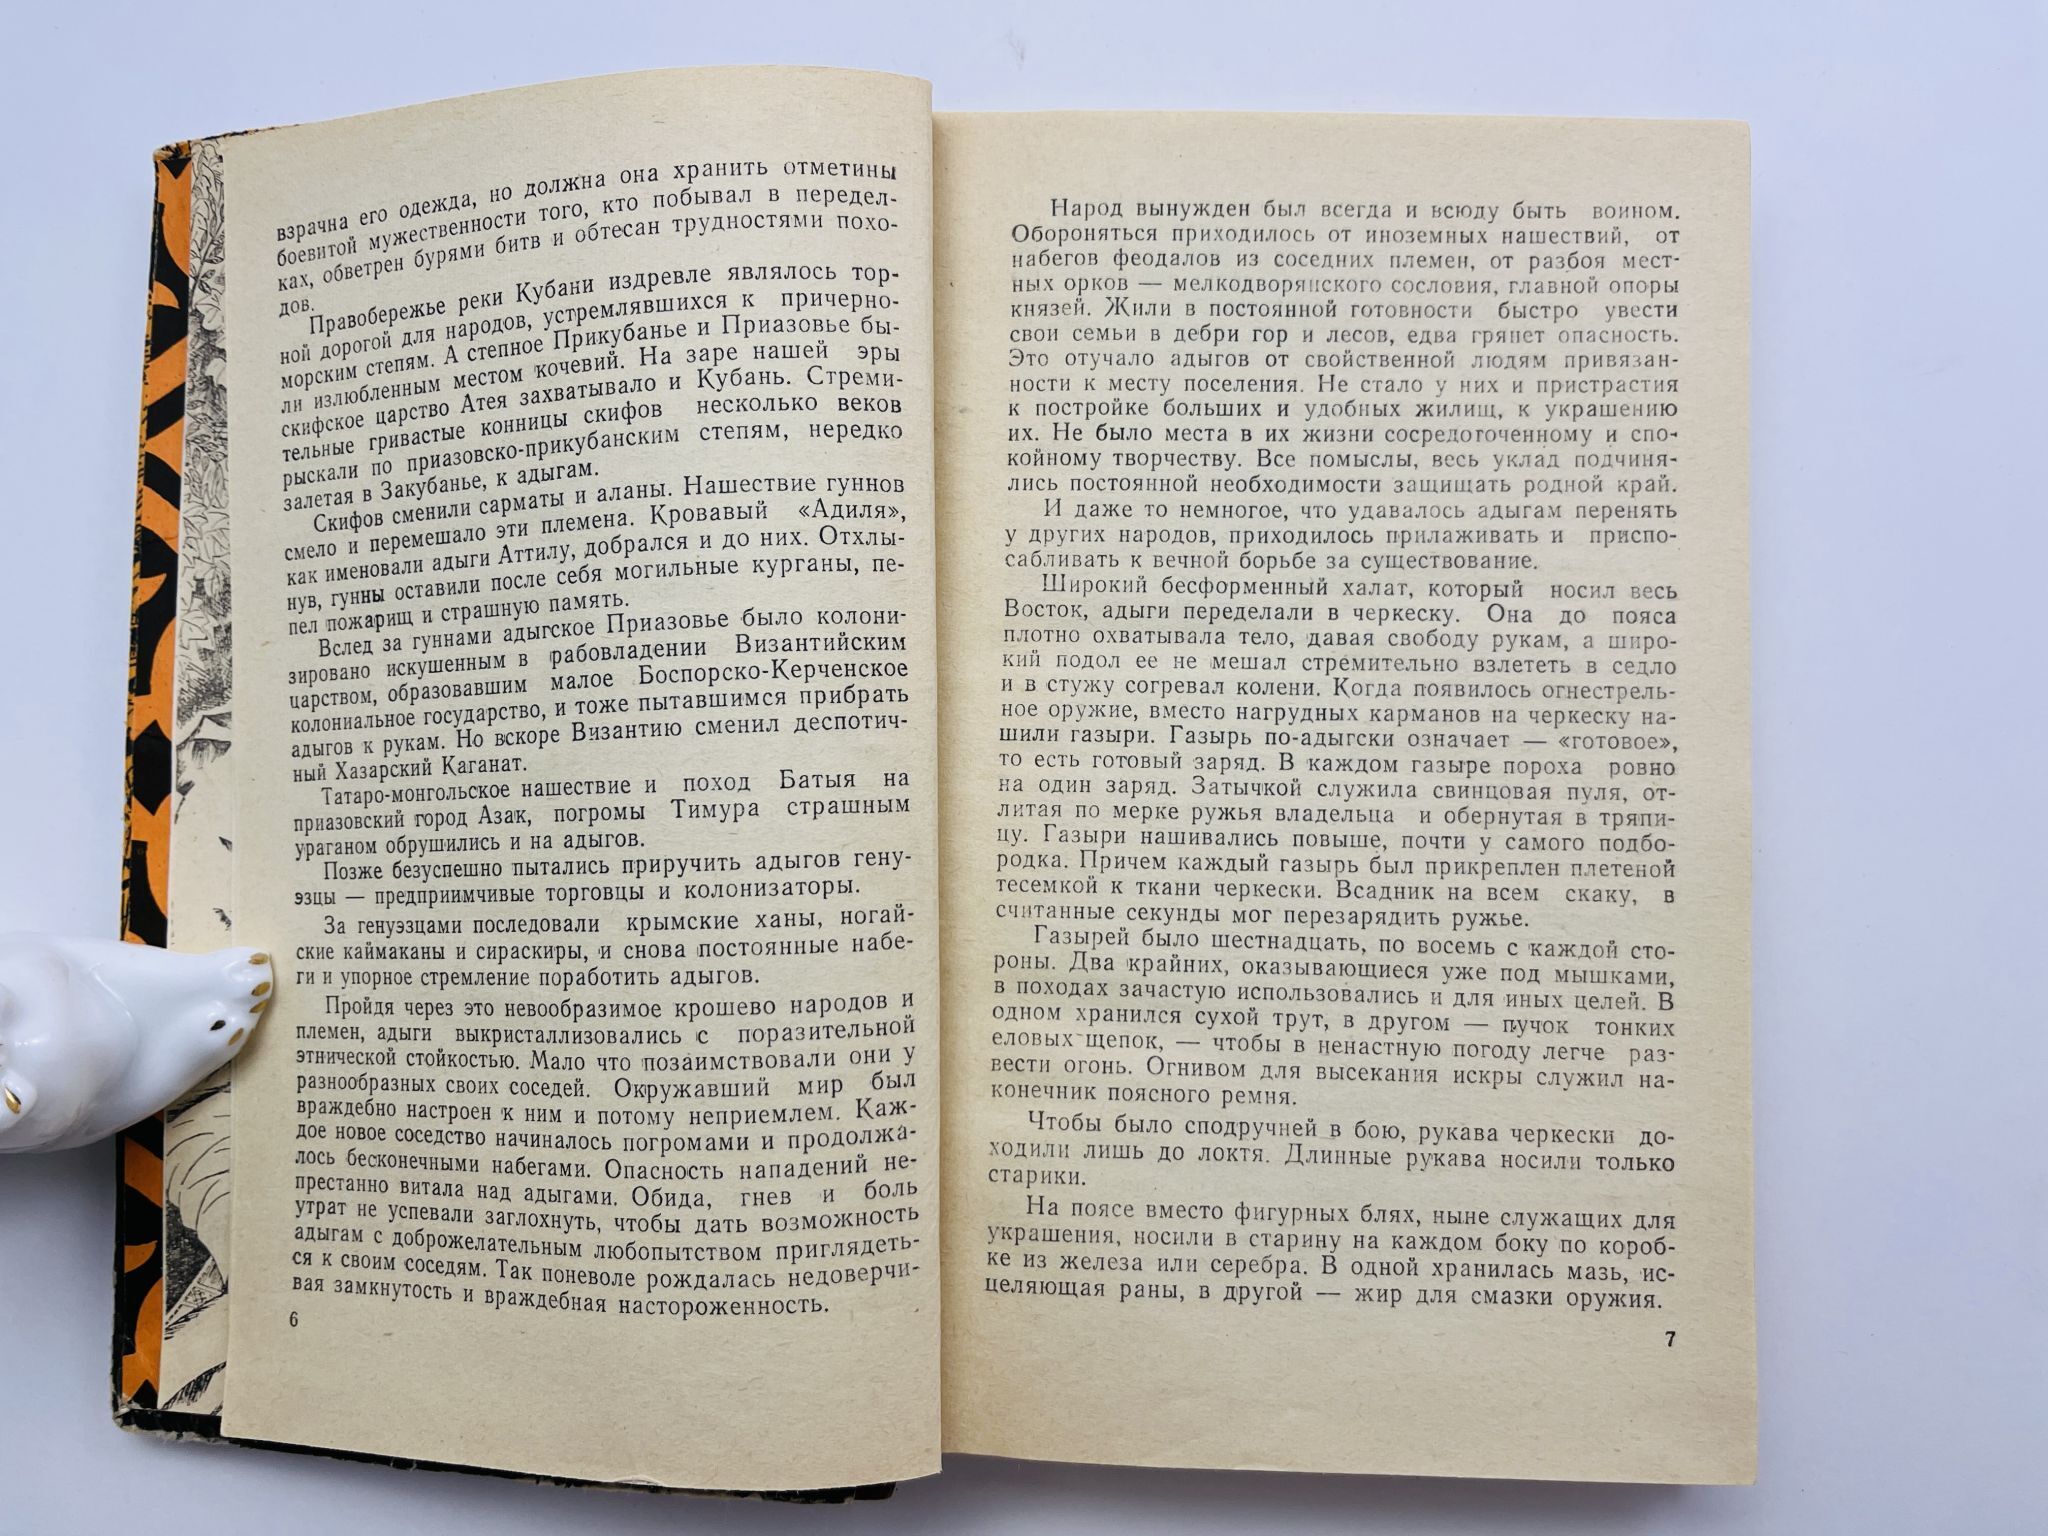 взрачна его одежда, но должна она хранить отметины
боевитой мужественности того, кто побывал в передел-
ках, обветрен бурями битв и обтесан трудностями похо-
дов.
Правобережье реки Кубани издревле являлось тор-
ной дорогой для народов, устремлявшихся к причерно-
морским степям. А степное Прикубанье и Приазовье бы-
ли излюбленным местом кочевий. На заре нашей эры
скифское царство Атея захватывало и Кубань. Стреми-
тельные гривастые конницы скифов несколько веков
рыскали по приазовско-прикубанским степям, нередко
залетая в Закубанье, к адыгам.
Скифов сменили сарматы и аланы. Нашествие гуннов
смело и перемешало эти племена. Кровавый «Адиля»,
как именовали адыги Аттилу, добрался и до них. Отхлы-
нув, гунны оставили после себя могильные курганы, пе-
пел пожарищ и страшную память.
Вслед за гуннами адыгское Приазовье было колони-
зировано искушенным в рабовладении Византийским
царством, образовавшим малое Боспорско-Керченское
колониальное государство, и тоже пытавшимся прибрать
адыгов к рукам. Но вскоре Византию сменил деспотич-
ный Хазарский Каганат.
Татаро-монгольское нашествие и поход Батыя на
приазовский город Азак, погромы Тимура страшным
ураганом обрушились и на адыгов.
Позже безуспешно пытались приручить адыгов гену-
эзцы — предприимчивые торговцы и колонизаторы.
За генуэзцами последовали крымские ханы, ногай-
ские каймаканы и сираскиры, и снова постоянные набе-
ги и упорное стремление поработить адыгов.
Пройдя через это невообразимое крошево народов и
племен, адыги выкристаллизовались с поразительной
этнической стойкостью. Мало что позаимствовали они у
разнообразных своих соседей. Окружавший мир был
враждебно настроен к ним и потому неприемлем. Каж-
дое новое соседство начиналось погромами и продолжа-
лось бесконечными набегами. Опасность нападений не-
престанно витала над адыгами. Обида, гнев и боль
утрат не успевали заглохнуть, чтобы дать возможность
адыгам с доброжелательным любопытством приглядеть-
ся к своим соседям. Так поневоле рождалась недоверчи-
вая замкнутость и враждебная настороженность.
6
Народ вынужден был всегда и всюду быть воином.
Обороняться приходилось от иноземных нашествий, от
набегов феодалов из соседних племен, от разбоя мест-
ных орков — мелкодворянского сословия, главной опоры
князей. Жили в постоянной готовности быстро увести
свои семьи в дебри гор и лесов, едва грянет опасность.
Это отучало адыгов от свойственной людям привязан-
ности к месту поселения. Не стало у них и пристрастия
к постройке больших и удобных жилищ, к украшению
их. Не было места в их жизни сосредоточенному и спо-
койному творчеству. Все помыслы, весь уклад подчиня-
лись постоянной необходимости защищать родной край.
И даже то немногое, что удавалось адыгам перенять
у других народов, приходилось прилаживать и приспо-
сабливать к вечной борьбе за существование.
Широкий бесформенный халат, который носил весь
Восток, адыги переделали в черкеску. Она до пояса
плотно охватывала тело, давая свободу рукам, а широ-
кий подол ее не мешал стремительно взлететь в седло
и в стужу согревал колени. Когда появилось огнестрель-
ное оружие, вместо нагрудных карманов на черкеску на-
шили газыри. Газырь по-адыгски означает — «готовое»,
то есть готовый заряд. В каждом газыре пороха ровно
на один заряд. Затычкой служила свинцовая пуля, от-
литая по мерке ружья владельца и обернутая в тряпи-
цу. Газыри нашивались повыше, почти у самого подбо-
родка. Причем каждый газырь был прикреплен плетеной
тесемкой к ткани черкески. Всадник на всем скаку, в
считанные секунды мог перезарядить ружье.
Газырей было шестнадцать, по восемь с каждой сто-
роны. Два крайних, оказывающиеся уже под мышками,
в походах зачастую использовались и для иных целей. В
одном хранился сухой трут, в другом — пучок тонких
еловых щепок, — чтобы в ненастную погоду легче раз-
вести огонь. Огнивом для высекания искры служил на-
конечник поясного ремня.
Чтобы было сподручней в бою, рукава черкески до-
ходили лишь до локтя. Длинные рукава носили только
старики.
На поясе вместо фигурных блях, ныне служащих для
украшения, носили в старину на каждом боку по короб-
ке из железа или серебра. В одной хранилась мазь, ис-
целяющая раны, в другой — жир для смазки оружия.
7